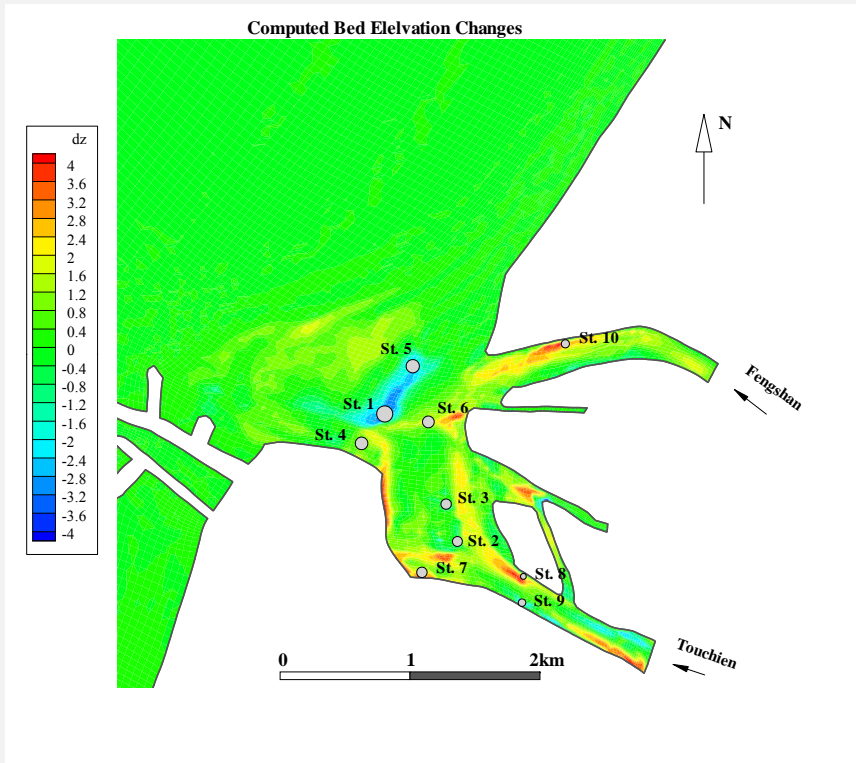 Computed Bed Elelvation Changes
dz
4
3.6
3.2
2.8
2.4
2
1.6
1.2
0.8
0.4
0
-0.4
-0.8
-1.2
-1.6
-2
-2.4
-2.8
-3.2
-3.6
-4
N
St. 10
St. 5
Fengshan
St. 1
St. 6
St. 4
St. 3
St. 2
St. 7
St. 8
St. 9
Touchien
0 1 2km